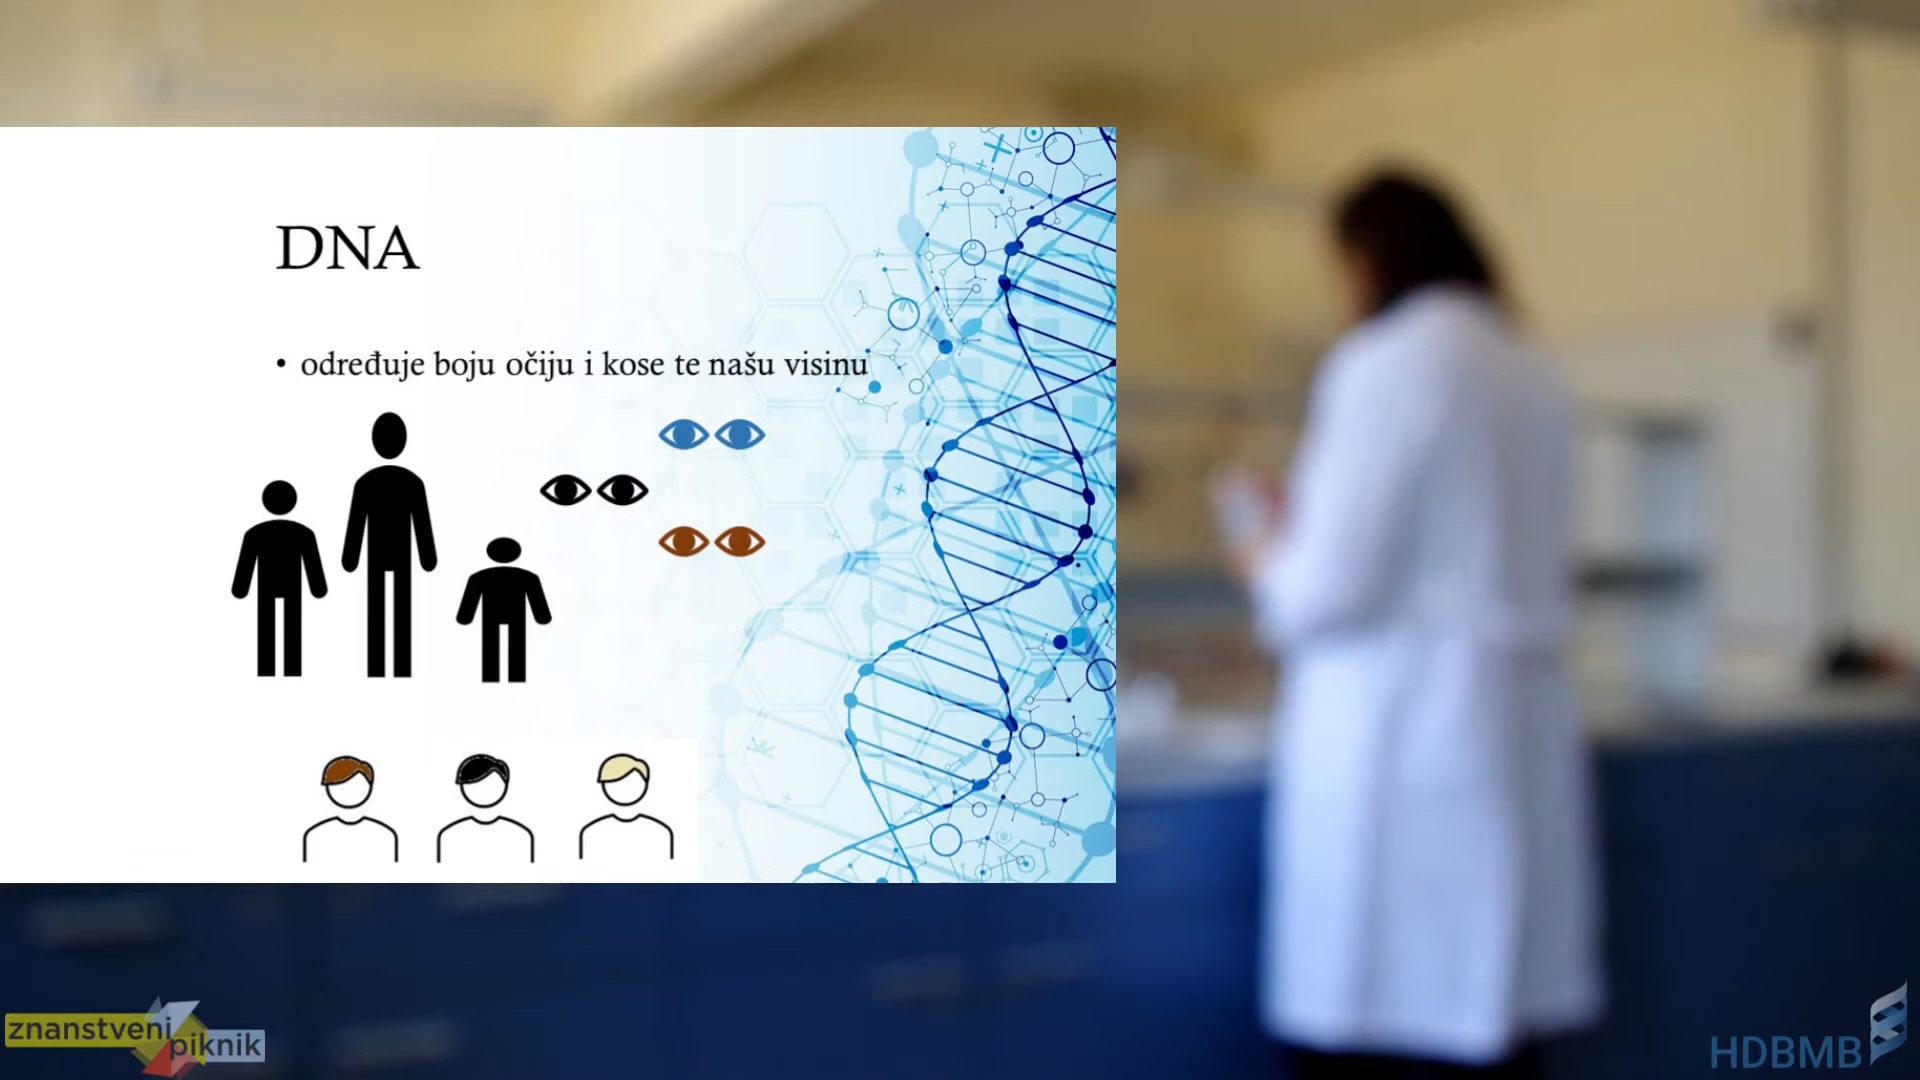 DNA
• određuje boju očiju i kose te našu visinu
znanstveni
piknik
HDBMB